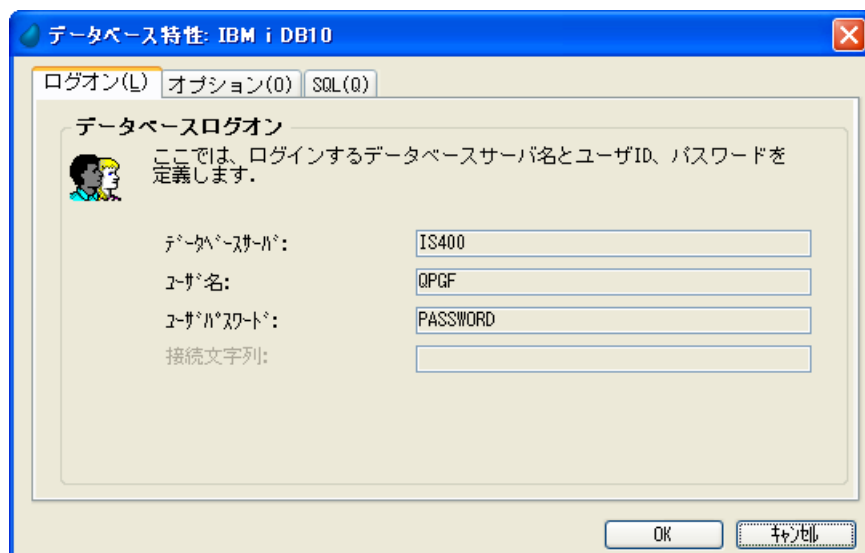 データベース特性: IBM i DB10
ログオン(L) オプション(O) SQL(Q)
データベースログオン
ここでは、ログインするデータベースサーバ名とユーザID、パスワードを
定義します.
ﾃﾞｰﾀﾍﾞｰｽｻｰﾊﾞ: IS400
ﾕｰｻﾞ名: QPGF
ﾕｰｻﾞﾊﾟｽﾜｰﾄﾞ: PASSWORD
接続文字列:
OK ｷｬﾝｾﾙ